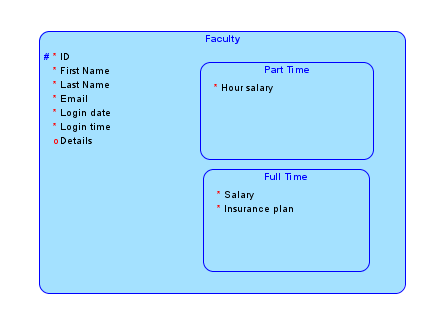 Faculty
# * ID
* First Name
* Last Name
* Email
* Login date
* Login time
o Details
Part Time
* Hour salary
Full Time
* Salary
* Insurance plan